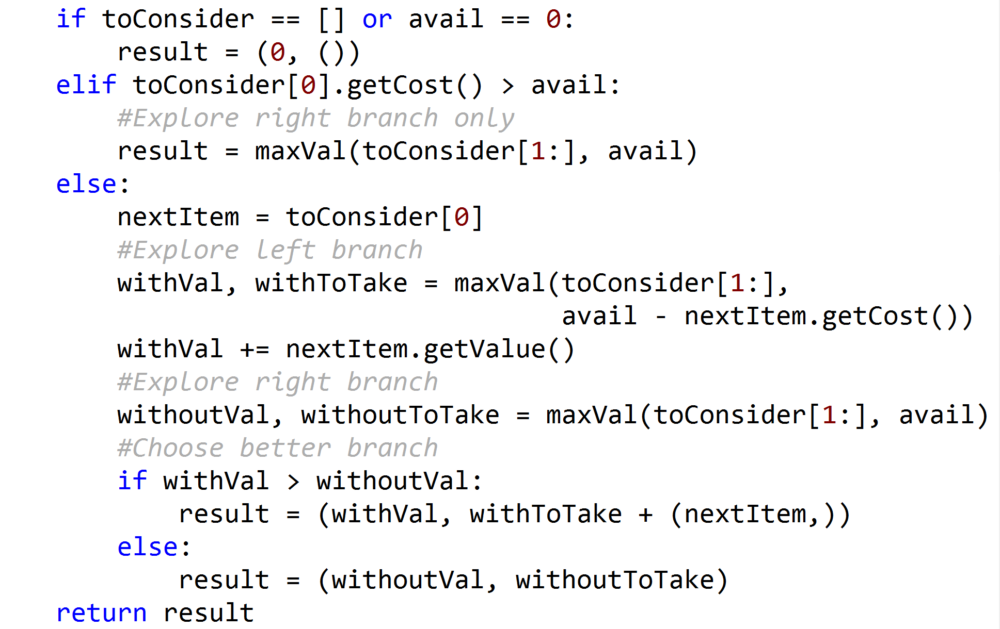 if toConsider == [] or avail == 0:
    result = (0, ())
elif toConsider[0].getCost() > avail:
    #Explore right branch only
    result = maxVal(toConsider[1:], avail)
else:
    nextItem = toConsider[0]
    #Explore left branch
    withVal, withToTake = maxVal(toConsider[1:],
                                 avail - nextItem.getCost())
    withVal += nextItem.getValue()
    #Explore right branch
    withoutVal, withoutToTake = maxVal(toConsider[1:], avail)
    #Choose better branch
    if withVal > withoutVal:
        result = (withVal, withToTake + (nextItem,))
    else:
        result = (withoutVal, withoutToTake)
return result